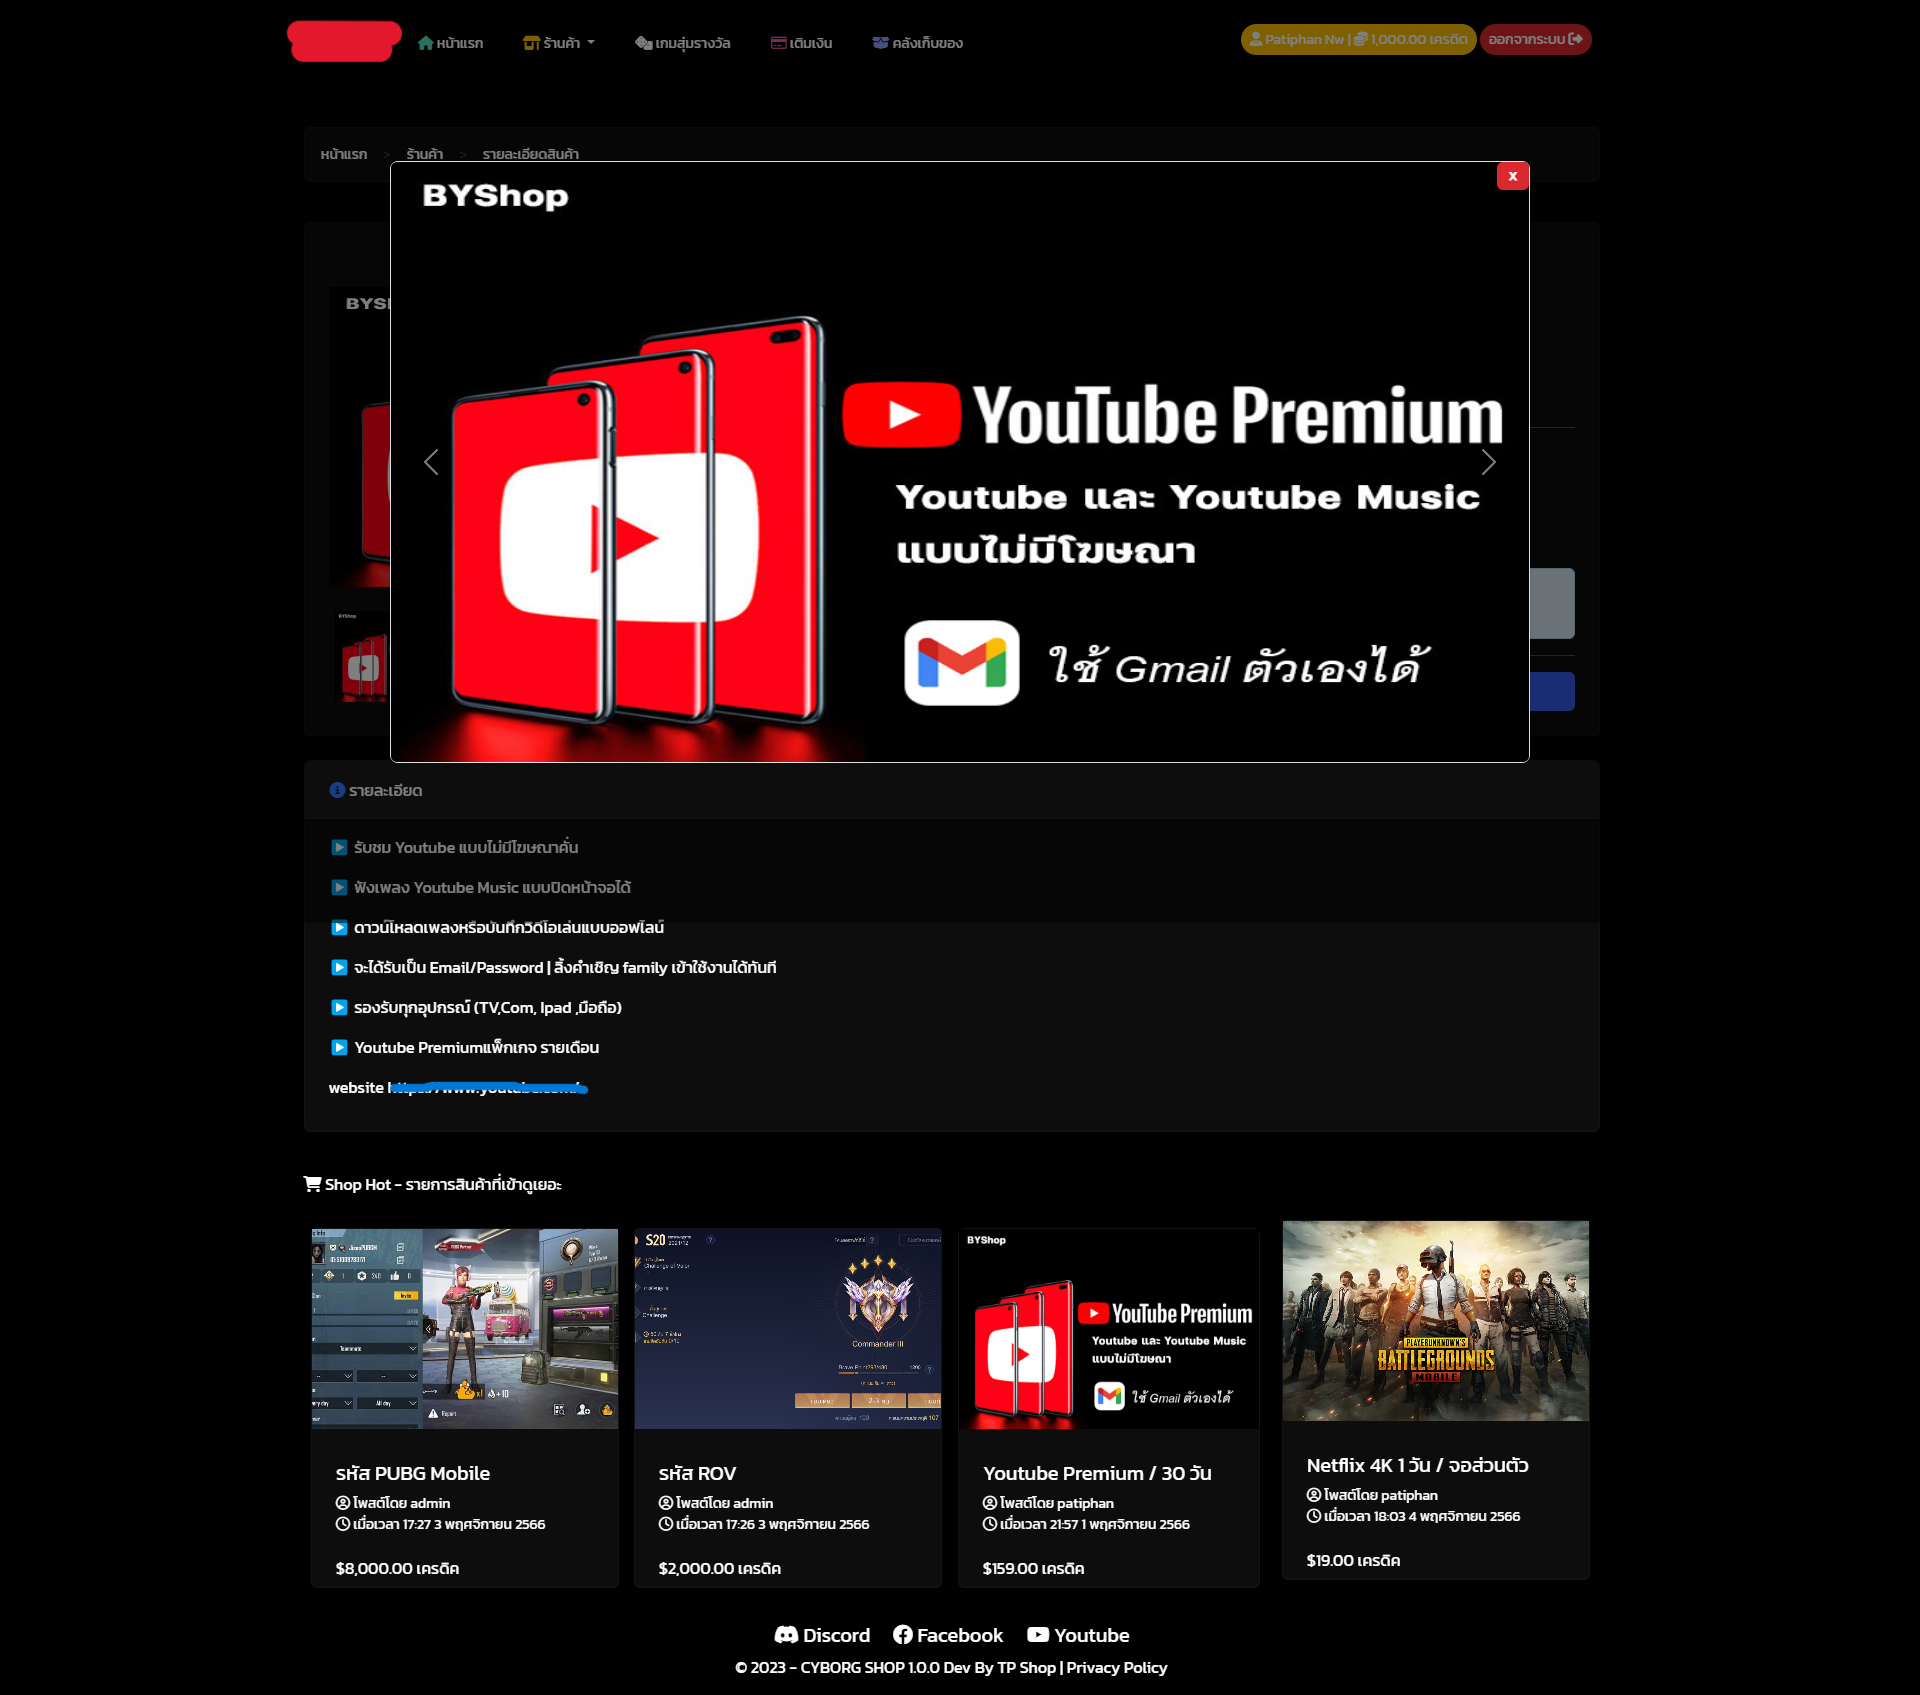 หน้าแรก
ร้านค้า
เกมสุ่มรางวัล
เติมเงิน
คลังเก็บของ
Patiphan Nw | 1,000.00 เครดิต
ออกจากระบบ
หน้าแรก > ร้านค้า > รายละเอียดสินค้า
x
BYShop
YouTube Premium
Youtube และ Youtube Music
แบบไม่มีโฆษณา
ใช้ Gmail ตัวเองได้
BYSh
BYShop
รายละเอียด
รับชม Youtube แบบไม่มีโฆษณาคั่น
ฟังเพลง Youtube Music แบบปิดหน้าจอได้
ดาวน์โหลดเพลงหรือบันทึกวิดีโอเล่นแบบออฟไลน์
จะได้รับเป็น Email/Password | ลิ้งคำเชิญ family เข้าใช้งานได้ทันที
รองรับทุกอุปกรณ์ (TV,Com, Ipad ,มือถือ)
Youtube Premiumแพ็กเกจ รายเดือน
website
Shop Hot - รายการสินค้าที่เข้าดูเยอะ
Teammate
All day
Report
x1
+10
รหัส PUBG Mobile
โพสต์โดย admin
เมื่อเวลา 17:27 3 พฤศจิกายน 2566
$8,000.00 เครดิค
S20
Commander III
รหัส ROV
โพสต์โดย admin
เมื่อเวลา 17:26 3 พฤศจิกายน 2566
$2,000.00 เครดิค
BYShop
YouTube Premium
Youtube และ Youtube Music
แบบไม่มีโฆษณา
ใช้ Gmail ตัวเองได้
Youtube Premium / 30 วัน
โพสต์โดย patiphan
เมื่อเวลา 21:57 1 พฤศจิกายน 2566
$159.00 เครดิค
PLAYERUNKNOWN'S
BATTLEGROUNDS
MOBILE
Netflix 4K 1 วัน / จอส่วนตัว
โพสต์โดย patiphan
เมื่อเวลา 18:03 4 พฤศจิกายน 2566
$19.00 เครดิค
Discord
Facebook
Youtube
© 2023 - CYBORG SHOP 1.0.0 Dev By TP Shop | Privacy Policy